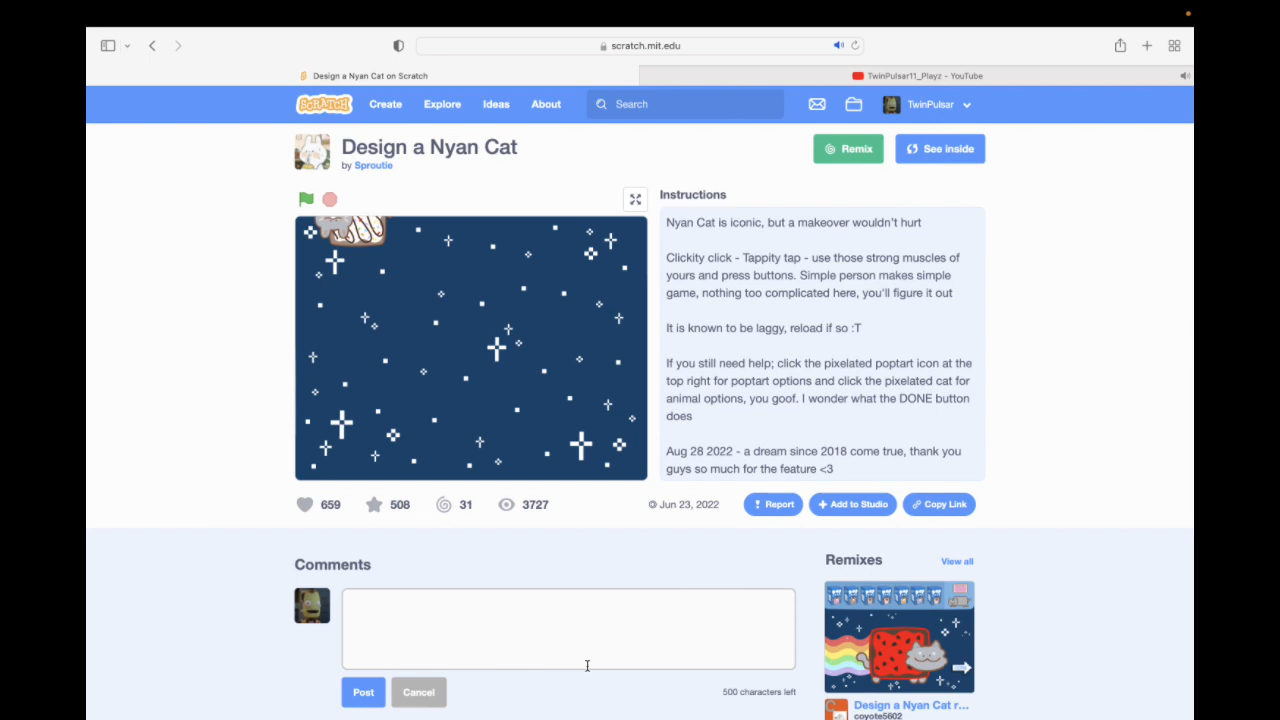 scratch.mit.edu
Design a Nyan Cat on Scratch
TwinPulsar11_Playz - YouTube
SCRATCH
Create
Explore
Ideas
About
Search
TwinPulsar
Design a Nyan Cat
by Sproutie
Remix
See inside
Instructions
Nyan Cat is iconic, but a makeover wouldn't hurt
Clickity click - Tappity tap - use those strong muscles of
yours and press buttons. Simple person makes simple
game, nothing too complicated here, you'll figure it out
It is known to be laggy, reload if so :T
If you still need help; click the pixelated poptart icon at the
top right for poptart options and click the pixelated cat for
animal options, you goof. I wonder what the DONE button
does
Aug 28 2022 - a dream since 2018 come true, thank you
guys so much for the feature <3
659
508
31
3727
© Jun 23, 2022
Report
Add to Studio
Copy Link
Comments
Post
Cancel
500 characters left
Remixes
View all
Design a Nyan Cat r...
coyote5602